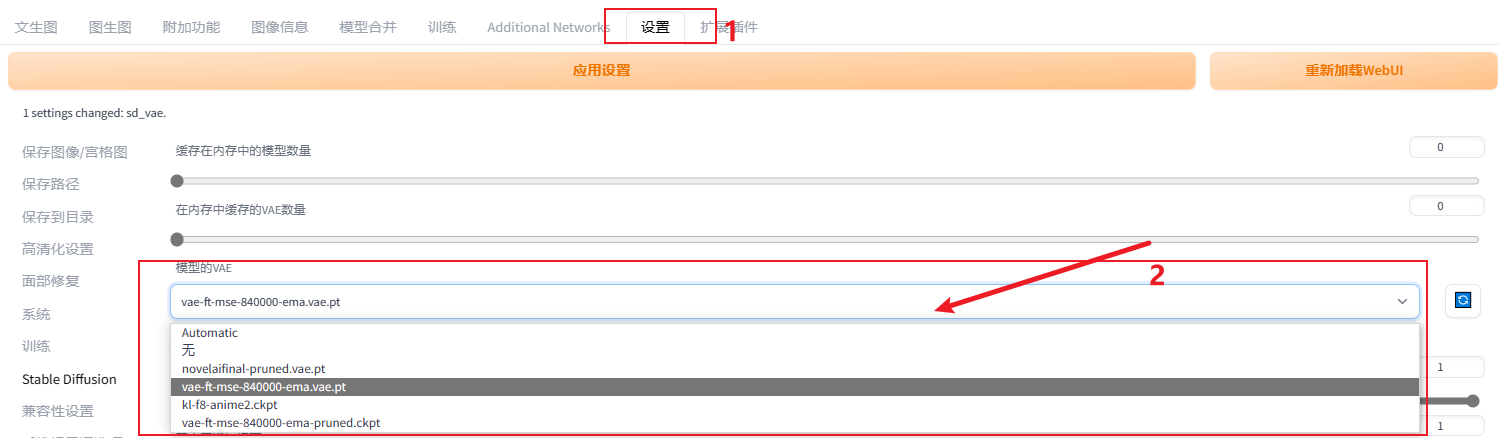 文生图 图生图 附加功能 图像信息 模型合并 训练 Additional Networks 设置 扩展插件
1
应用设置 重新加载WebUI
1 settings changed: sd_vae.
保存图像/宫格图 缓存在内存中的模型数量 0
保存路径
保存到目录 在内存中缓存的VAE数量 0
高清化设置
面部修复 模型的VAE 2
系统 vae-ft-mse-840000-ema.vae.pt
Automatic
训练 无
novelaifinal-pruned.vae.pt 1
Stable Diffusion vae-ft-mse-840000-ema.vae.pt
兼容性设置 kl-f8-anime2.ckpt
vae-ft-mse-840000-ema-pruned.ckpt 1